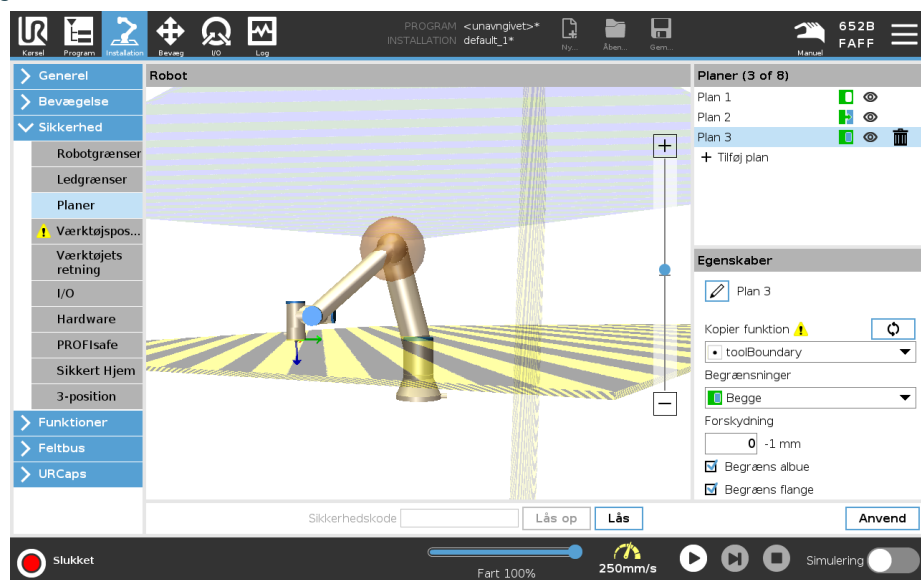 PROGRAM <unavngivet>*
INSTALLATION default_1*
Ny...
Åben...
Gem...
Kørsel
Program
Installation
Bevæg
I/O
Log
Manuel
652B
FAFF
Generel
Bevægelse
Sikkerhed
Robotgrænser
Ledgrænser
Planer
Værktøjspos...
Værktøjets
retning
I/O
Hardware
PROFIsafe
Sikkert Hjem
3-position
Funktioner
Feltbus
URCaps
Robot
Planer (3 of 8)
Plan 1
Plan 2
Plan 3
+ Tilføj plan
Egenskaber
Plan 3
Kopier funktion
toolBoundary
Begrænsninger
Begge
Forskydning
0 -1 mm
Begræns albue
Begræns flange
Sikkerhedskode
Lås op
Lås
Anvend
Slukket
Fart 100%
250mm/s
Simulering